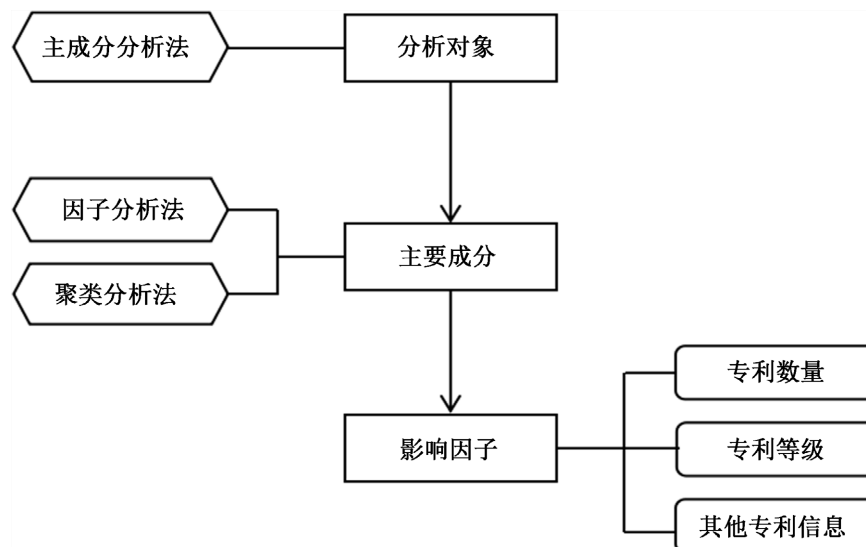 主成分分析法
分析对象
因子分析法
主要成分
聚类分析法
专利数量
影响因子
专利等级
其他专利信息